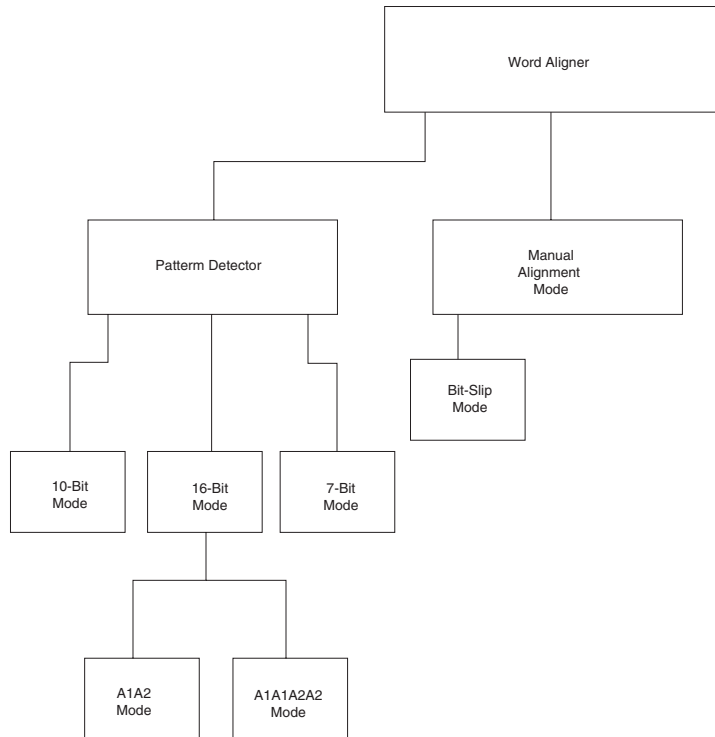 Word Aligner
Patterm Detector
Manual
Alignment
Mode
Bit-Slip
Mode
10-Bit
Mode
16-Bit
Mode
7-Bit
Mode
A1A2
Mode
A1A1A2A2
Mode